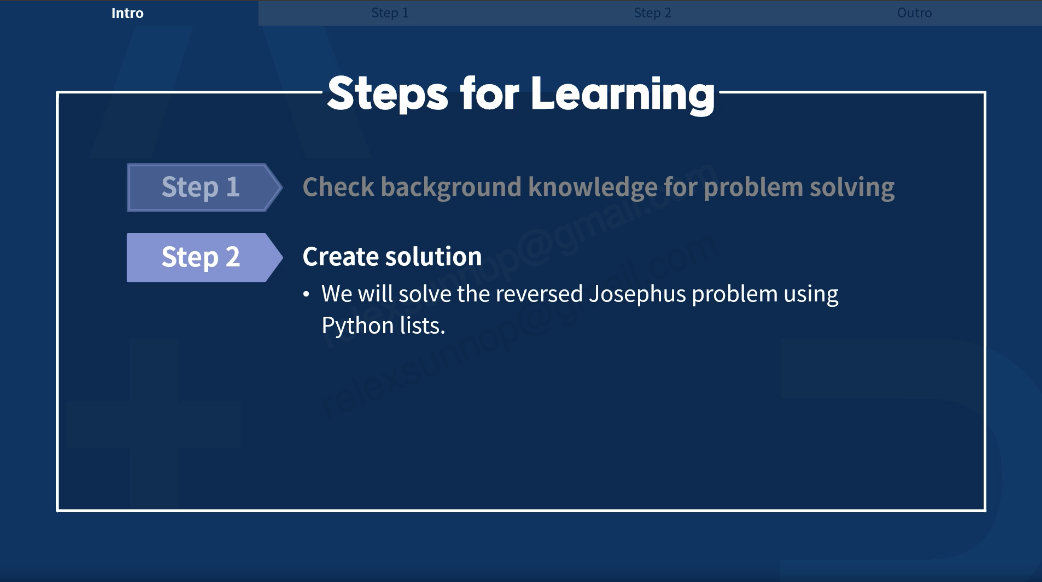 Intro
Step 1
Step 2
Outro
Steps for Learning
Step 1
Check background knowledge for problem solving
Step 2
Create solution
• We will solve the reversed Josephus problem using
Python lists.